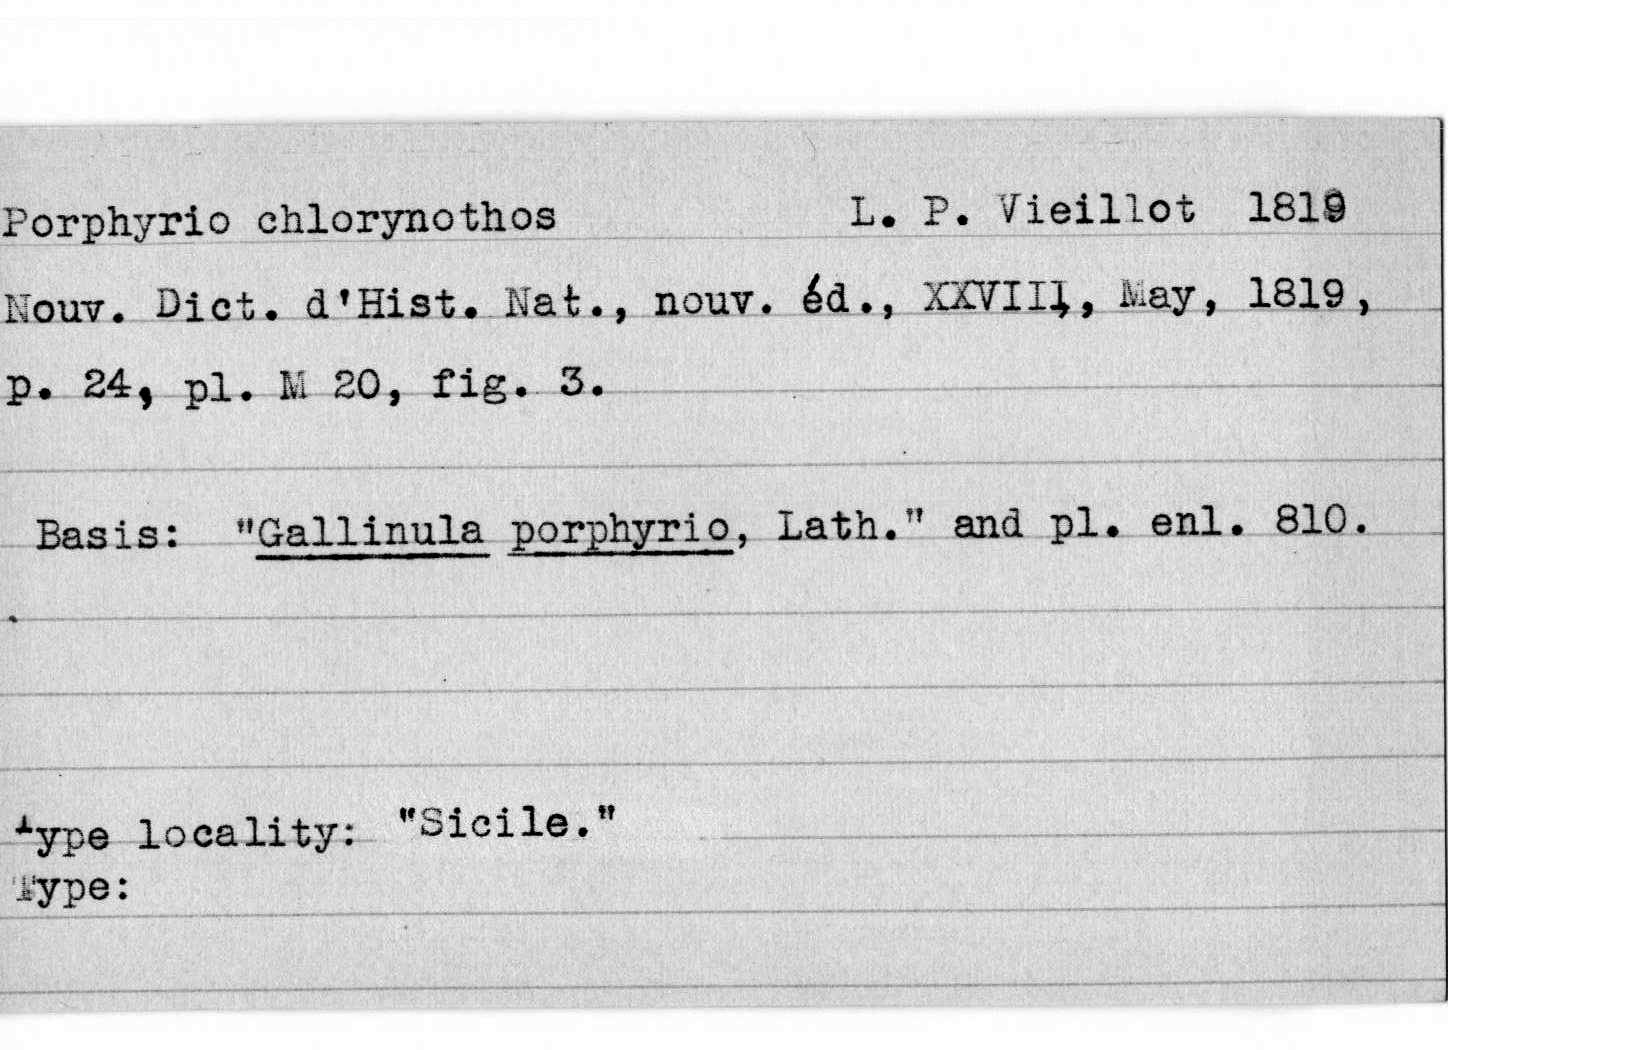 Porphyrio chlorynothos L. P. Vieillot 1819
Nouv. Dict. d'Hist. Nat., nouv. éd., XXVIII, May, 1819,
p. 24, pl. M 20, fig. 3.
Basis: "Gallinula porphyrio, Lath." and pl. enl. 810.
Type locality: "Sicile."
Type: